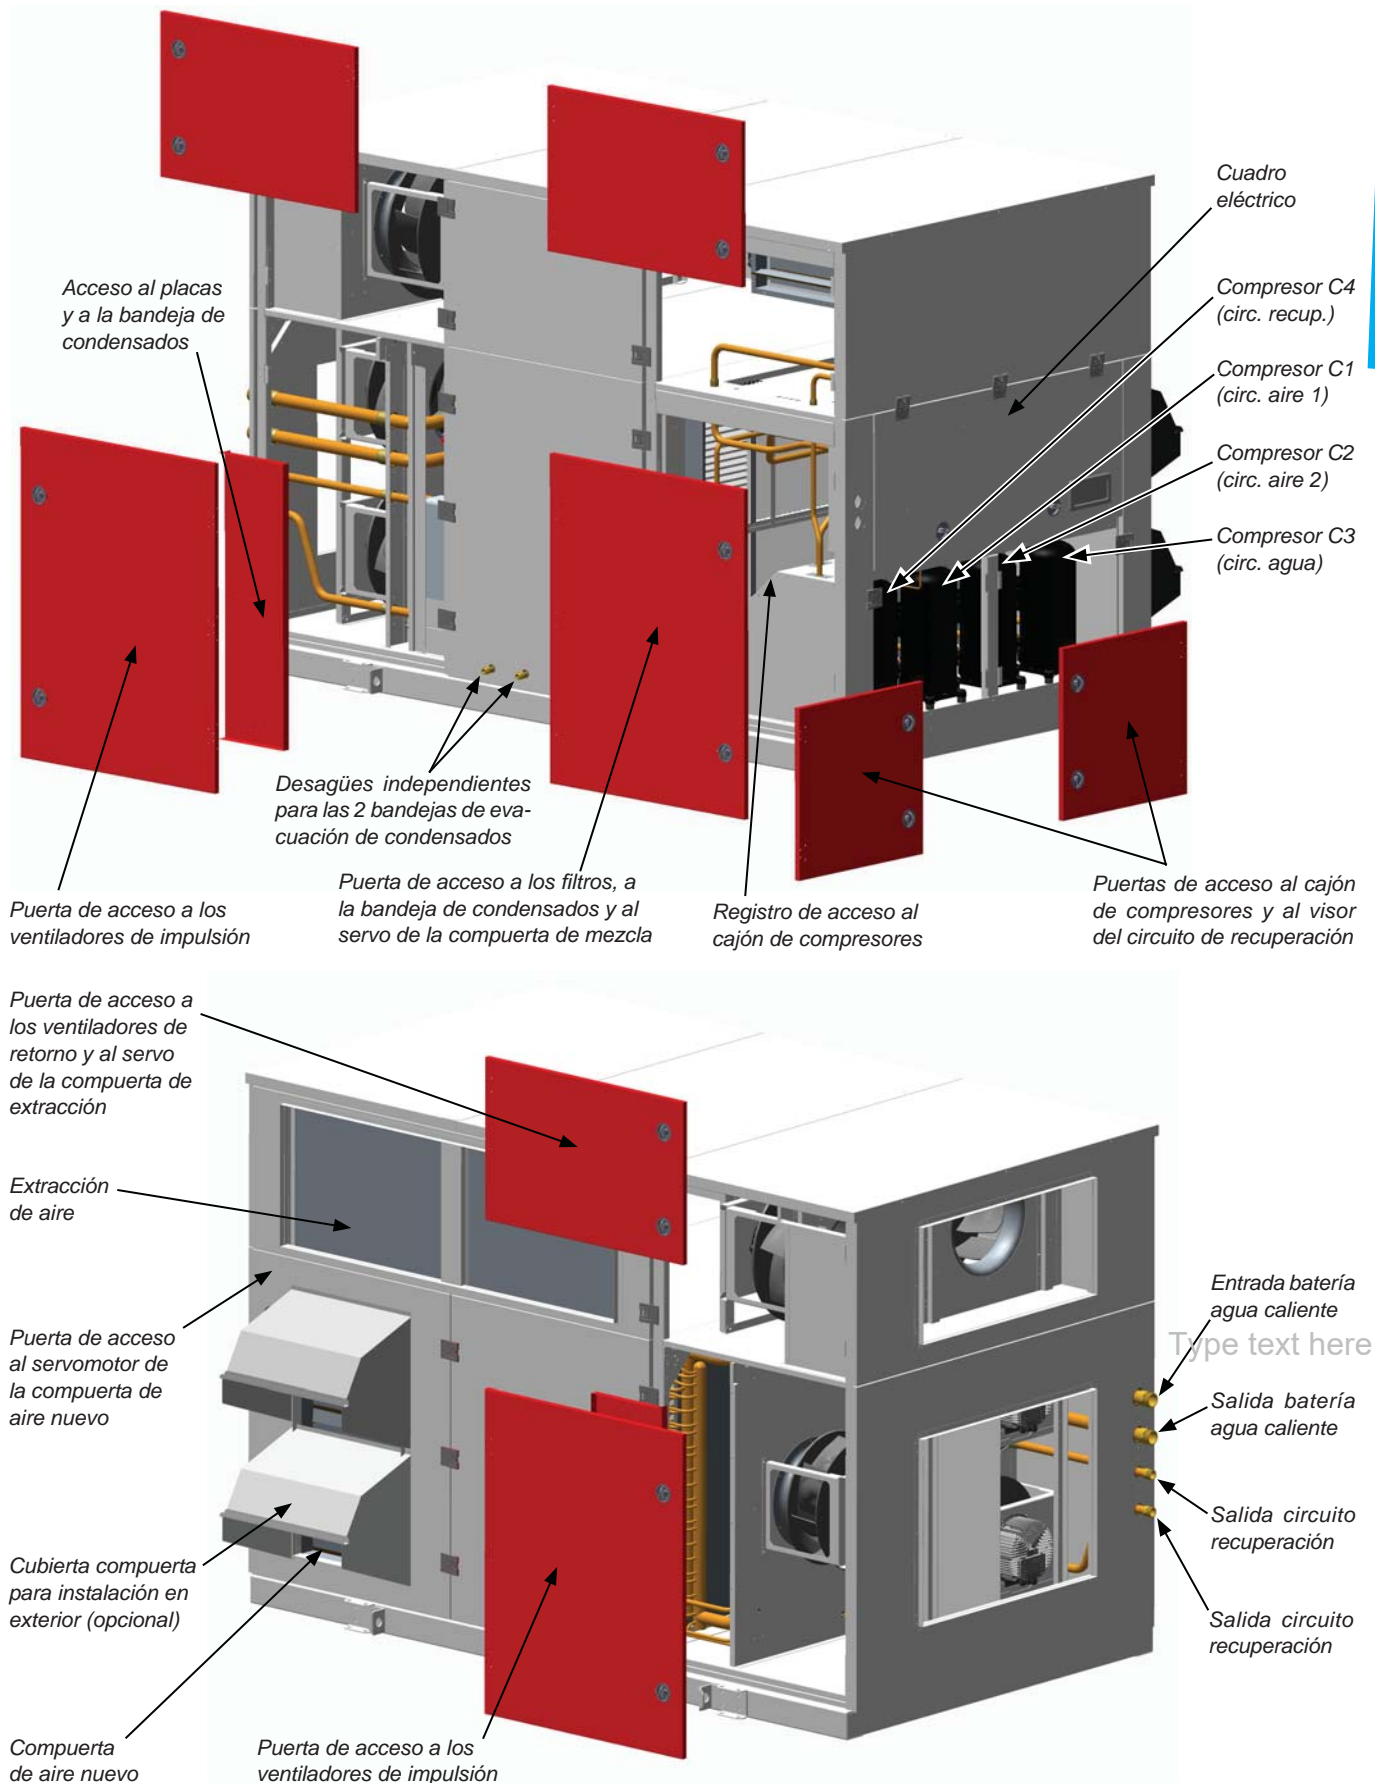 Cuadro
eléctrico
Compresor C4
(circ. recup.)
Acceso al placas
y a la bandeja de
condensados
Compresor C1
(circ. aire 1)
Compresor C2
(circ. aire 2)
Compresor C3
(circ. agua)
Desagües independientes
para las 2 bandejas de eva-
cuación de condensados
Puerta de acceso a los
ventiladores de impulsión
Puerta de acceso a los filtros, a
la bandeja de condensados y al
servo de la compuerta de mezcla
Registro de acceso al
cajón de compresores
Puertas de acceso al cajón
de compresores y al visor
del circuito de recuperación
Puerta de acceso a
los ventiladores de
retorno y al servo
de la compuerta de
extracción
Extracción
de aire
Puerta de acceso
al servomotor de
la compuerta de
aire nuevo
Entrada batería
agua caliente
Type text here
Salida batería
agua caliente
Salida circuito
recuperación
Salida circuito
recuperación
Cubierta compuerta
para instalación en
exterior (opcional)
Compuerta
de aire nuevo
Puerta de acceso a los
ventiladores de impulsión